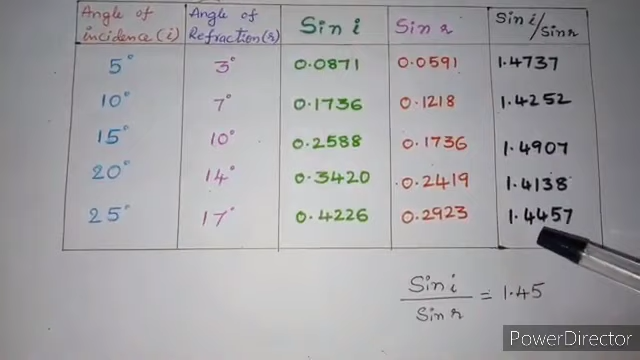 Angle of incidence (i) Angle of Refraction(r) Sin i Sin r Sin i/Sin r
5° 3° 0.0871 0.0591 1.4737
10° 7° 0.1736 0.1218 1.4252
15° 10° 0.2588 0.1736 1.4907
20° 14° 0.3420 0.2419 1.4138
25° 17° 0.4226 0.2923 1.4457
Sin i/Sin r = 1.45
PowerDirector